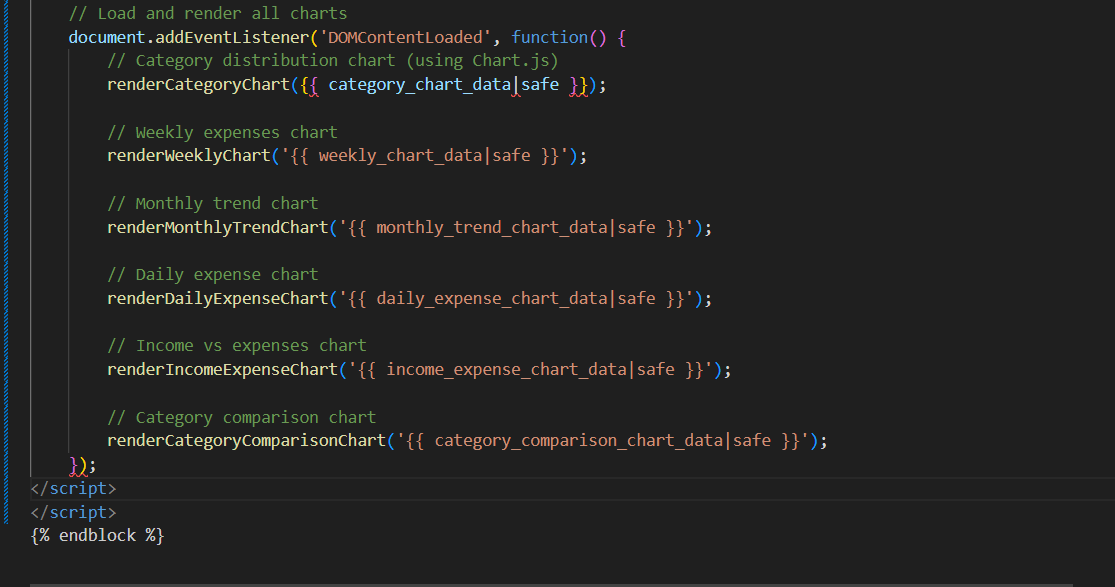 // Load and render all charts
document.addEventListener('DOMContentLoaded', function() {
// Category distribution chart (using Chart.js)
renderCategoryChart({{ category_chart_data|safe }});
// Weekly expenses chart
renderWeeklyChart('{{ weekly_chart_data|safe }}');
// Monthly trend chart
renderMonthlyTrendChart('{{ monthly_trend_chart_data|safe }}');
// Daily expense chart
renderDailyExpenseChart('{{ daily_expense_chart_data|safe }}');
// Income vs expenses chart
renderIncomeExpenseChart('{{ income_expense_chart_data|safe }}');
// Category comparison chart
renderCategoryComparisonChart('{{ category_comparison_chart_data|safe }}');
});
</script>
</script>
{% endblock %}